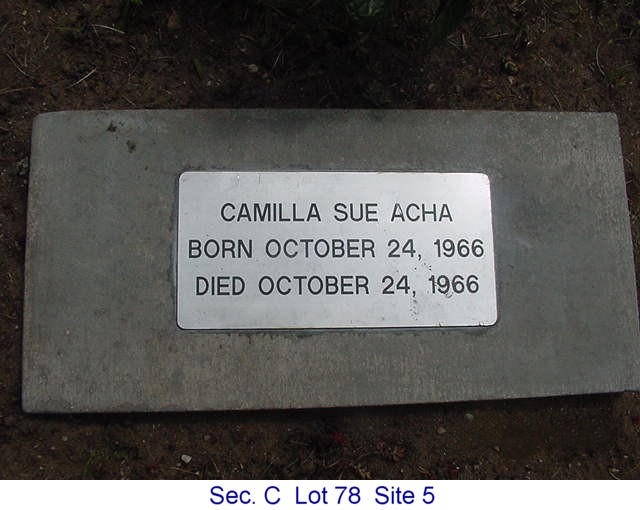 CAMILLA SUE ACHA
BORN OCTOBER 24, 1966
DIED OCTOBER 24, 1966
Sec. C Lot 78 Site 5